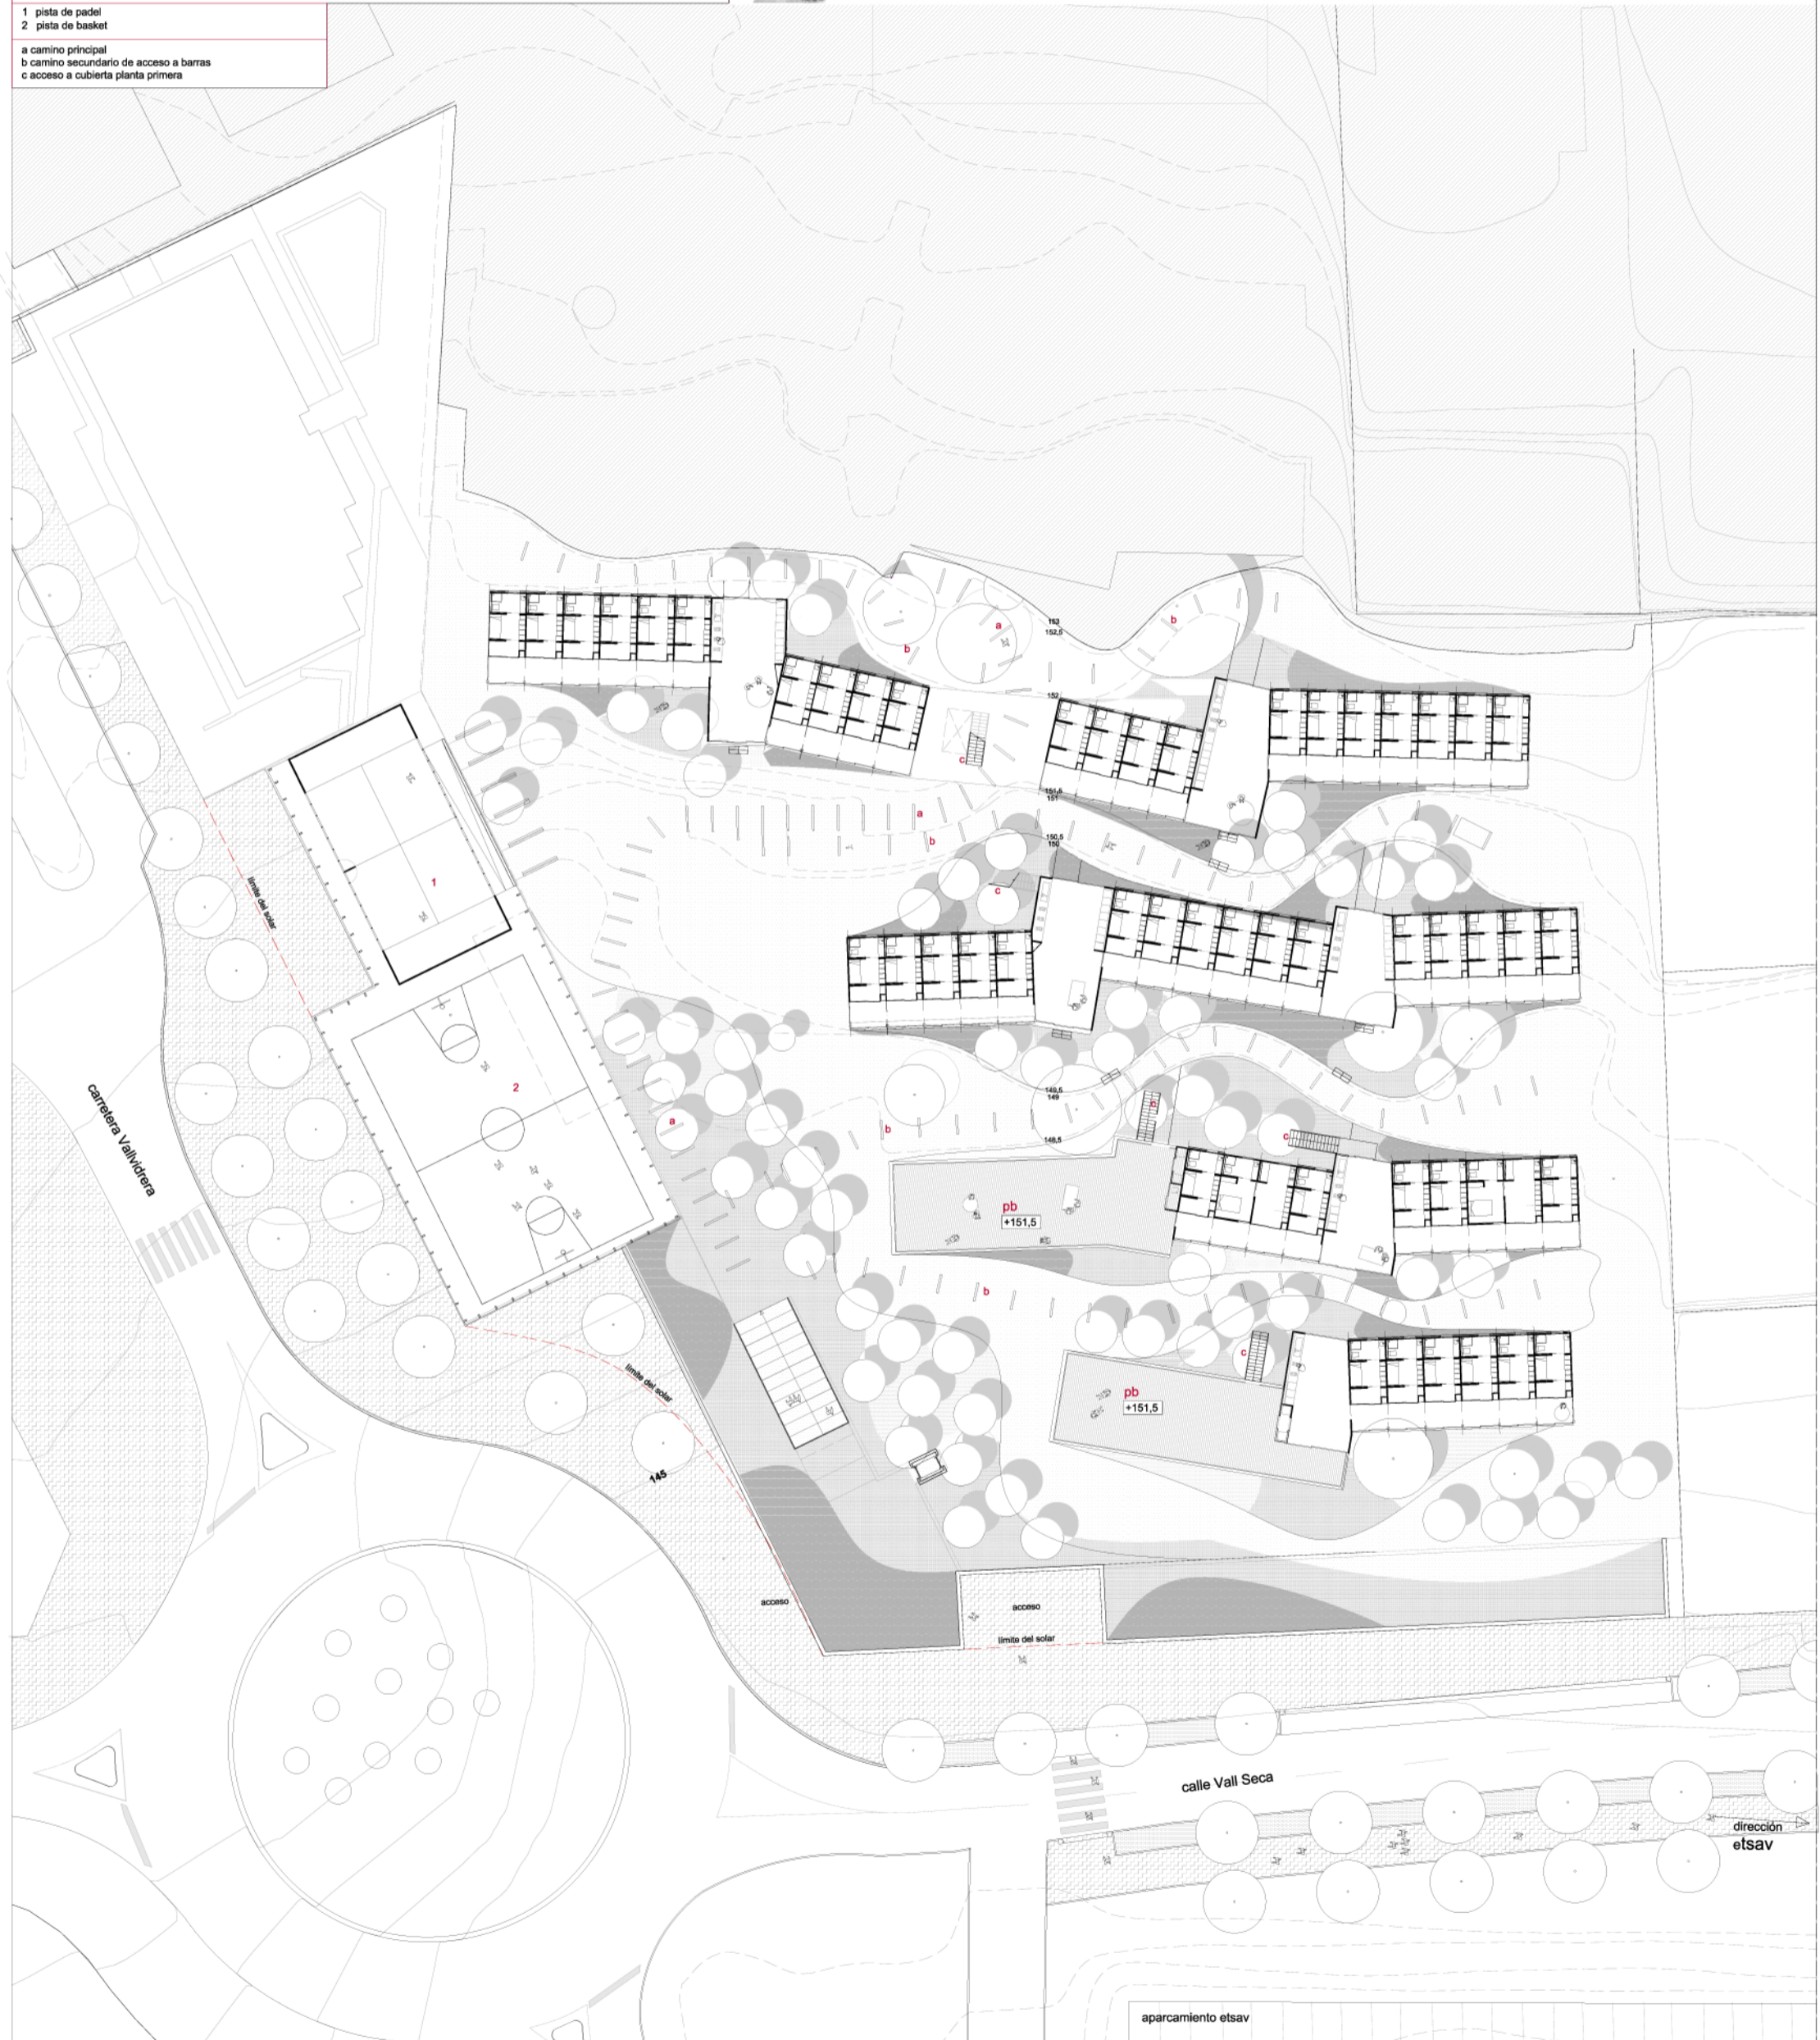 1 pista de padel
2 pista de basket
a camino principal
b camino secundario de acceso a barras
c acceso a cubierta planta primera
153
a
b
152,5
b
152
c
151,5
151
a
150,5
b
150
límite del solar
1
c
149,5
2
149
carretera Vallvidrera
c
a
b
c
148,5
pb
+151,5
b
c
límite del solar
pb
+151,5
145
acceso
acceso
límite del solar
calle Vall Seca
dirección
etsav
aparcamiento etsav